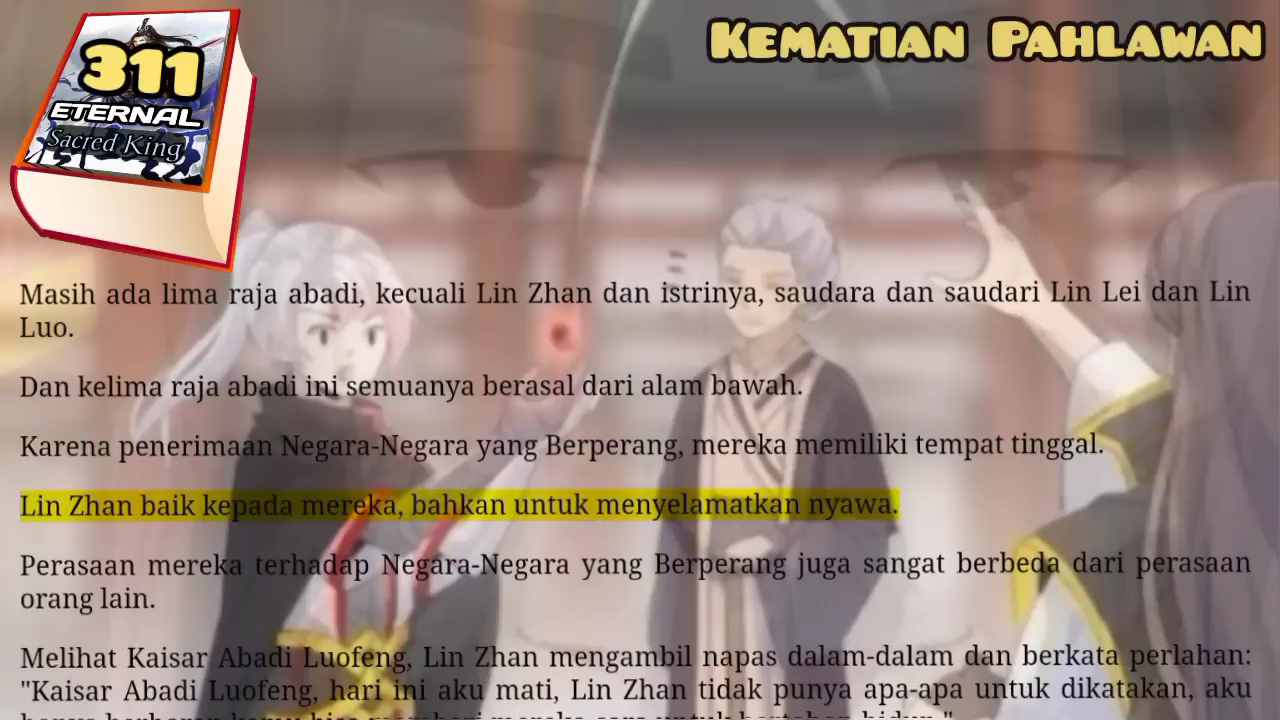 311
ETERNAL
Sacred King
Kematian Pahlawan
Masih ada lima raja abadi, kecuali Lin Zhan dan istrinya, saudara dan saudari Lin Lei dan Lin
Luo.
Dan kelima raja abadi ini semuanya berasal dari alam bawah.
Karena penerimaan Negara-Negara yang Berperang, mereka memiliki tempat tinggal.
Lin Zhan baik kepada mereka, bahkan untuk menyelamatkan nyawa.
Perasaan mereka terhadap Negara-Negara yang Berperang juga sangat berbeda dari perasaan
orang lain.
Melihat Kaisar Abadi Luofeng, Lin Zhan mengambil napas dalam-dalam dan berkata perlahan:
"Kaisar Abadi Luofeng, hari ini aku mati, Lin Zhan tidak punya apa-apa untuk dikatakan, aku